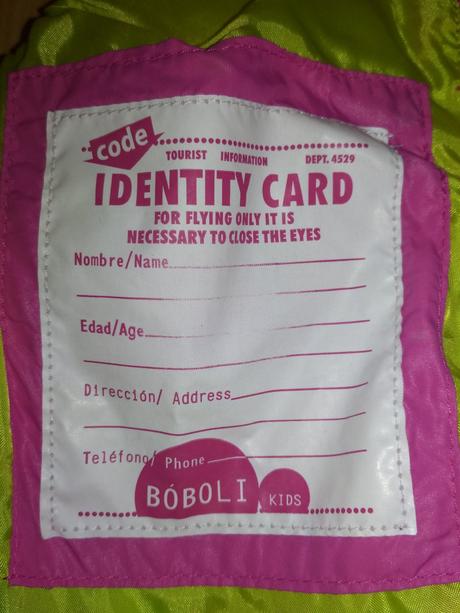 code
TOURIST INFORMATION DEPT. 4529
IDENTITY CARD
FOR FLYING ONLY IT IS
NECESSARY TO CLOSE THE EYES
Nombre/Name
Edad/Age
Dirección/ Address
Teléfono/ Phone
BÓBOLI KIDS